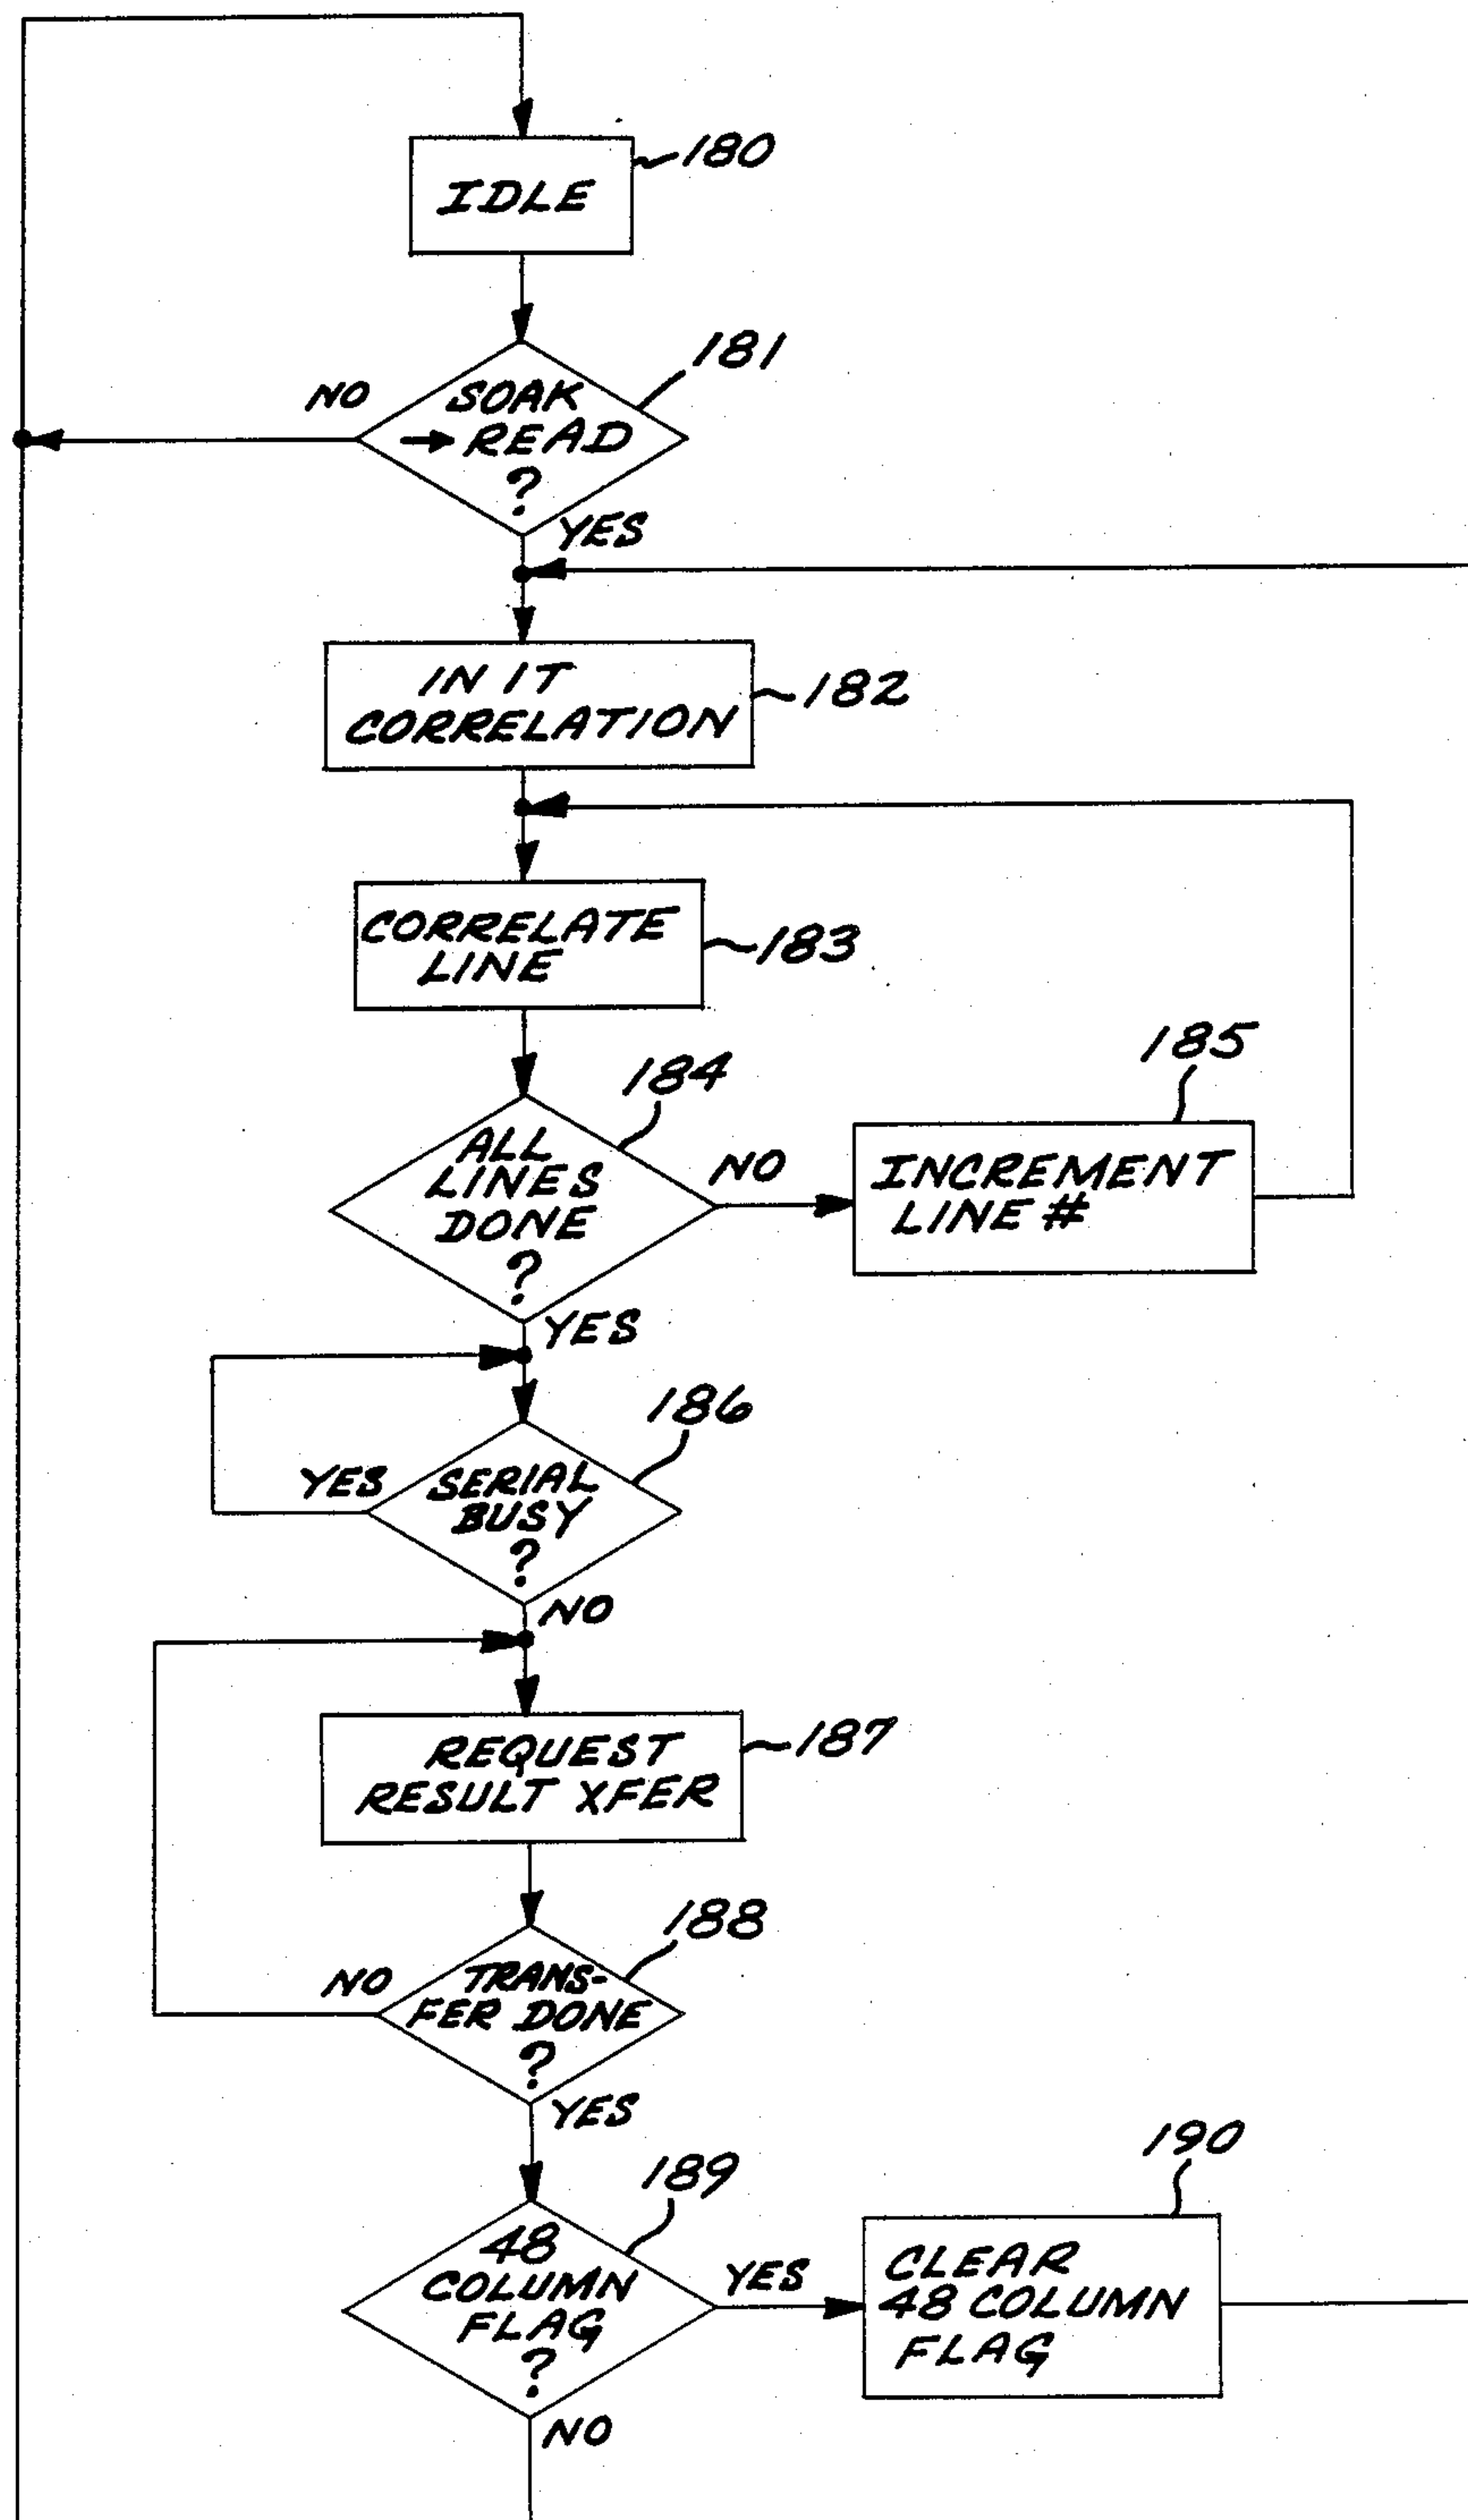 IDLE
180
181
NO
SOAK
→ READ
?
YES
IN IT
CORRELATION
182
CORRELATE
LINE
183
184
185
ALL
LINES
DONE
?
NO
INCREMENT
LINE #
YES
186
YES
SERIAL
BUSY
?
NO
REQUEST
RESULT XFER
187
188
NO
TRANS-
FER DONE
?
YES
189
190
48
COLUMN
FLAG
?
YES
CLEAR
48 COLUMN
FLAG
NO